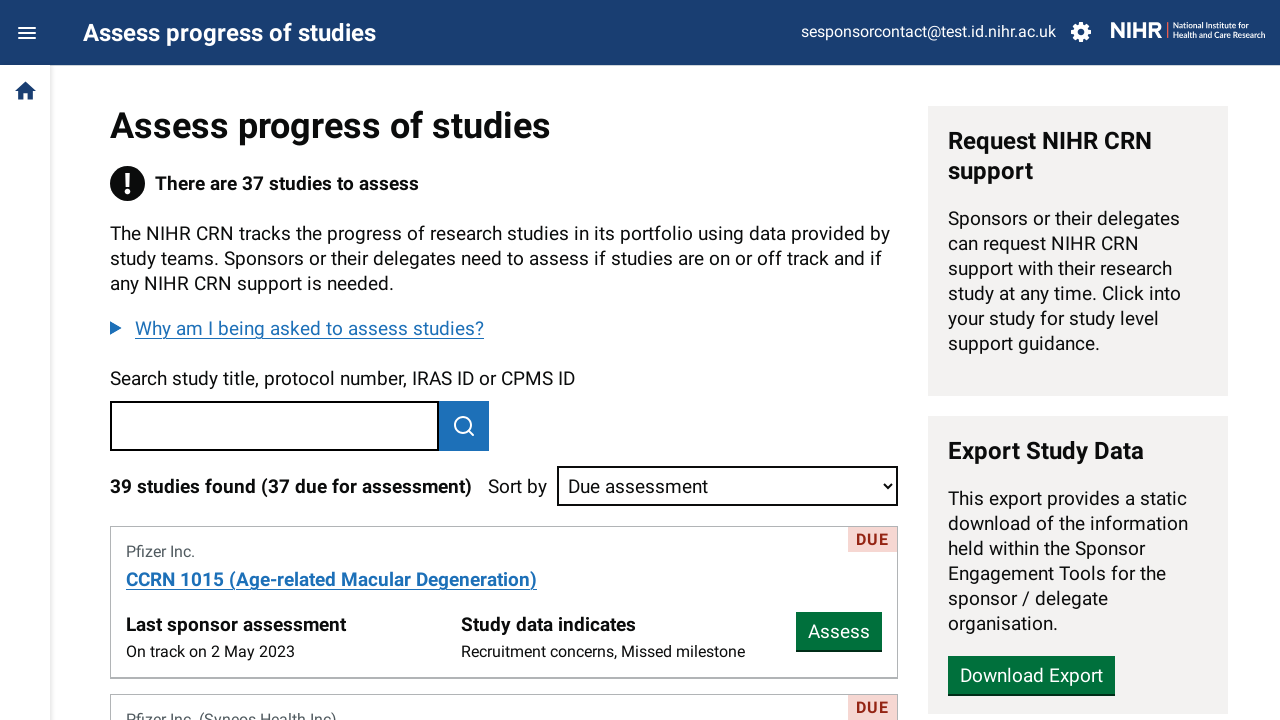 Assess progress of studies
sesponsorcontact@test.id.nihr.ac.uk
NIHR
National Institute for
Health and Care Research
Assess progress of studies
There are 37 studies to assess
The NIHR CRN tracks the progress of research studies in its portfolio using data provided by
study teams. Sponsors or their delegates need to assess if studies are on or off track and if
any NIHR CRN support is needed.
Why am I being asked to assess studies?
Search study title, protocol number, IRAS ID or CPMS ID
39 studies found (37 due for assessment)
Sort by
Due assessment
DUE
Pfizer Inc.
CCRN 1015 (Age-related Macular Degeneration)
Last sponsor assessment
On track on 2 May 2023
Study data indicates
Recruitment concerns, Missed milestone
Assess
DUE
Pfizer Inc. (Syneos Health Inc)
Request NIHR CRN
support
Sponsors or their delegates
can request NIHR CRN
support with their research
study at any time. Click into
your study for study level
support guidance.
Export Study Data
This export provides a static
download of the information
held within the Sponsor
Engagement Tools for the
sponsor / delegate
organisation.
Download Export